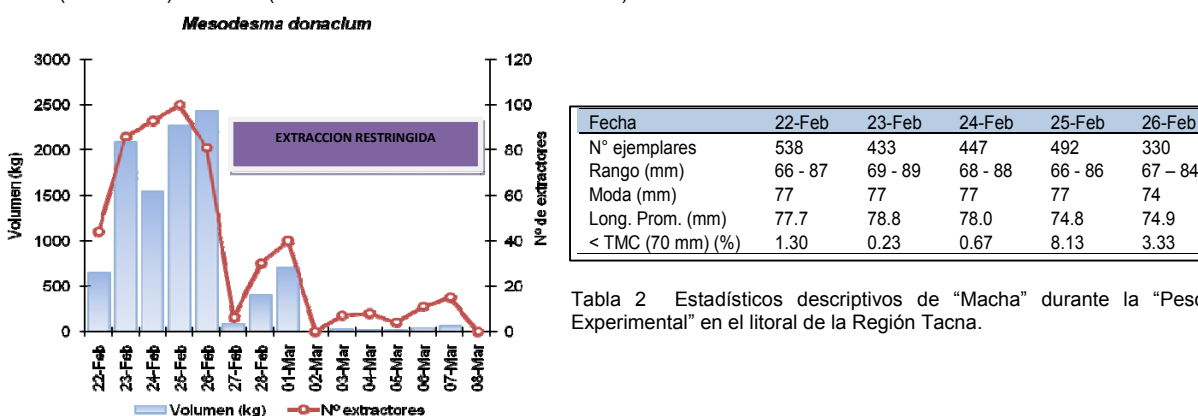 Mesodesma donacium
3000
2500
2000
1500
1000
500
0
Volumen (kg)
120
100
80
60
40
20
0
Nº de extractores
EXTRACCION RESTRINGIDA
22-Feb
23-Feb
24-Feb
25-Feb
26-Feb
27-Feb
28-Feb
01-Mar
02-Mar
03-Mar
04-Mar
05-Mar
06-Mar
07-Mar
08-Mar
Volumen (kg) Nº extractores
Fecha 22-Feb 23-Feb 24-Feb 25-Feb 26-Feb
N° ejemplares 538 433 447 492 330
Rango (mm) 66 - 87 69 - 89 68 - 88 66 - 86 67 – 84
Moda (mm) 77 77 77 77 74
Long. Prom. (mm) 77.7 78.8 78.0 74.8 74.9
< TMC (70 mm) (%) 1.30 0.23 0.67 8.13 3.33
Tabla 2 Estadísticos descriptivos de “Macha” durante la “Pesc
Experimental” en el litoral de la Región Tacna.